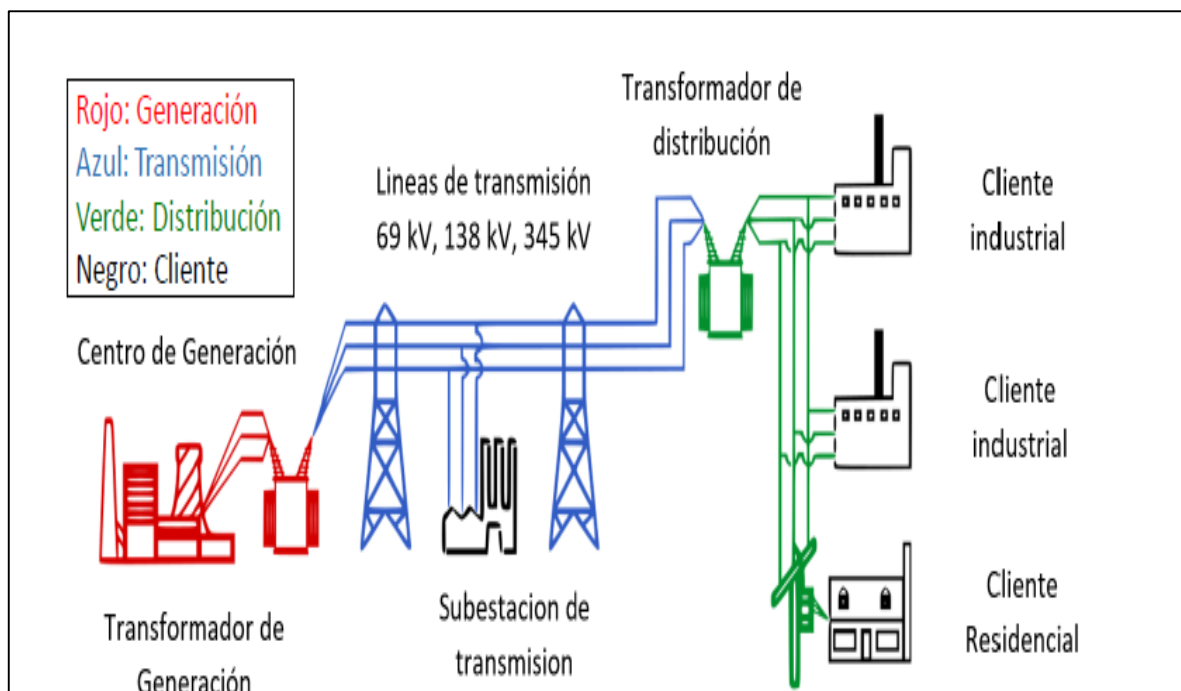 Rojo: Generación
Azul: Transmisión
Verde: Distribución
Negro: Cliente
Centro de Generación
Lineas de transmisión
69 kV, 138 kV, 345 kV
Transformador de
distribución
Cliente
industrial
Cliente
industrial
Cliente
Residencial
Transformador de
Generación
Subestacion de
transmision